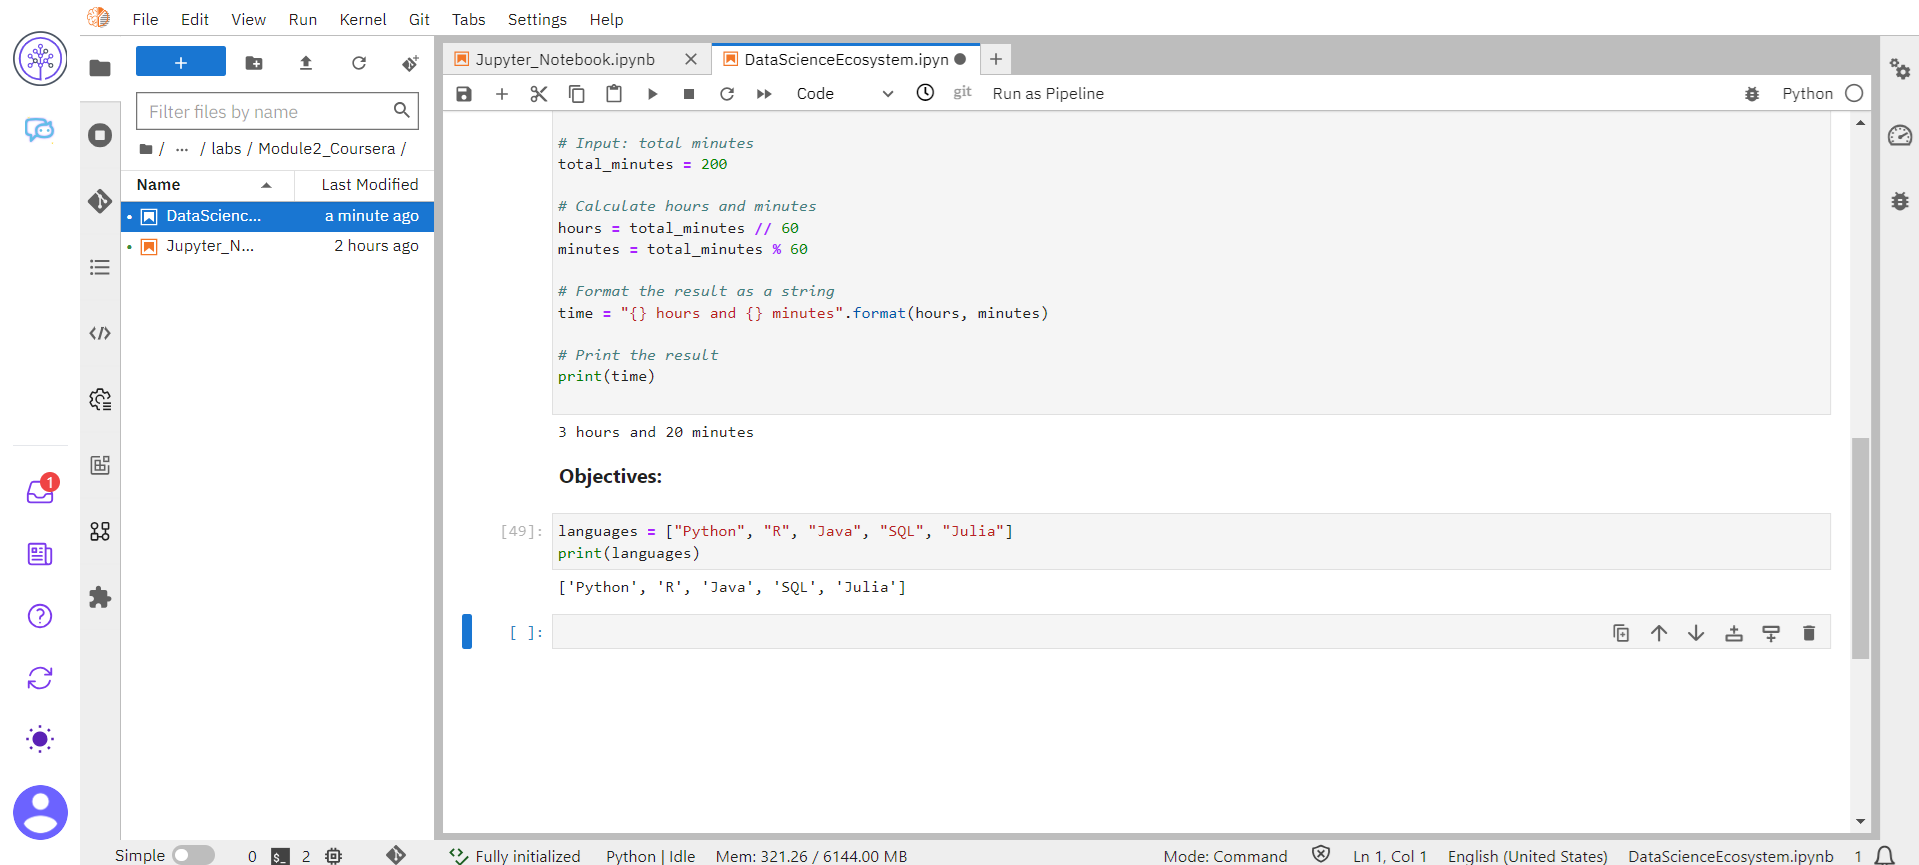 File Edit View Run Kernel Git Tabs Settings Help
Filter files by name
/ ... / labs / Module2_Coursera /
Name Last Modified
DataScienc... a minute ago
Jupyter_N... 2 hours ago
1
Jupyter_Notebook.ipynb
DataScienceEcosystem.ipyn
Code git Run as Pipeline Python
# Input: total minutes
total_minutes = 200
# Calculate hours and minutes
hours = total_minutes // 60
minutes = total_minutes % 60
# Format the result as a string
time = "{} hours and {} minutes".format(hours, minutes)
# Print the result
print(time)
3 hours and 20 minutes
Objectives:
[49]: languages = ["Python", "R", "Java", "SQL", "Julia"]
print(languages)
['Python', 'R', 'Java', 'SQL', 'Julia']
[ ]:
Simple 0 $_ 2 Fully initialized Python | Idle Mem: 321.26 / 6144.00 MB Mode: Command Ln 1, Col 1 English (United States) DataScienceEcosystem.ipynb 1